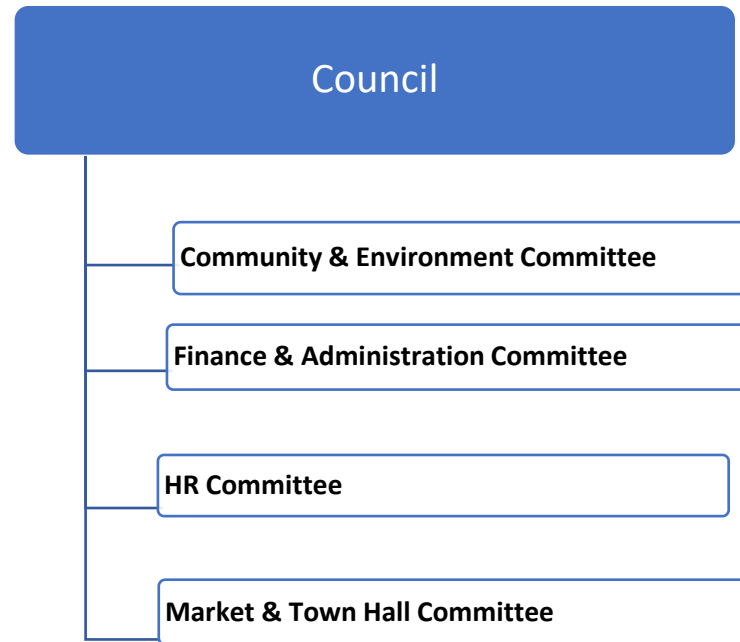 Council
Community & Environment Committee
Finance & Administration Committee
HR Committee
Market & Town Hall Committee